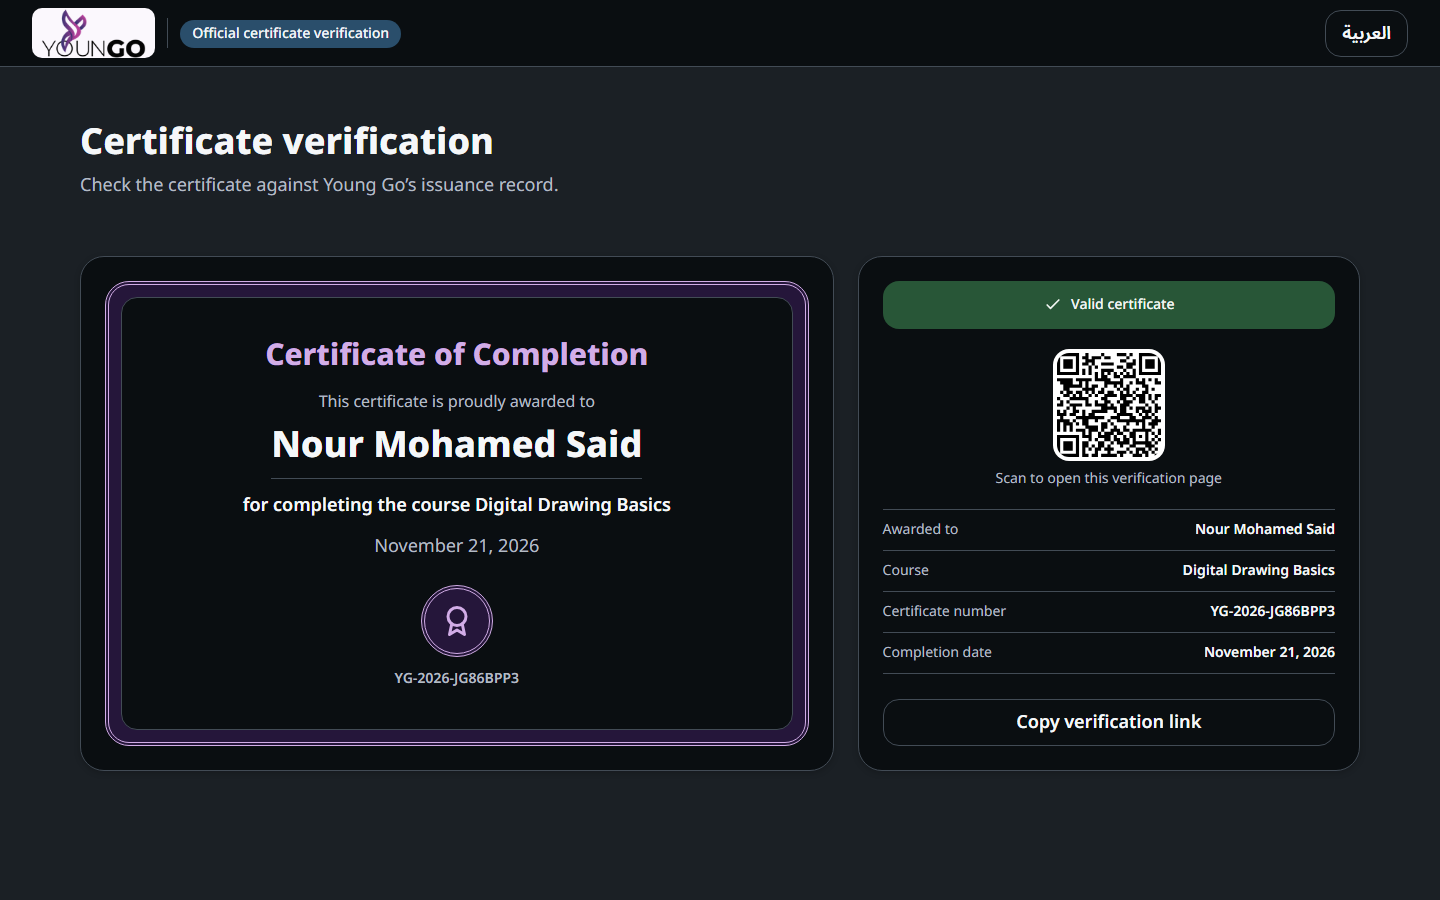 YOUNGO
Official certificate verification
العربية
Certificate verification
Check the certificate against Young Go’s issuance record.
Certificate of Completion
This certificate is proudly awarded to
Nour Mohamed Said
for completing the course Digital Drawing Basics
November 21, 2026
YG-2026-JG86BPP3
Valid certificate
Scan to open this verification page
Awarded to Nour Mohamed Said
Course Digital Drawing Basics
Certificate number YG-2026-JG86BPP3
Completion date November 21, 2026
Copy verification link